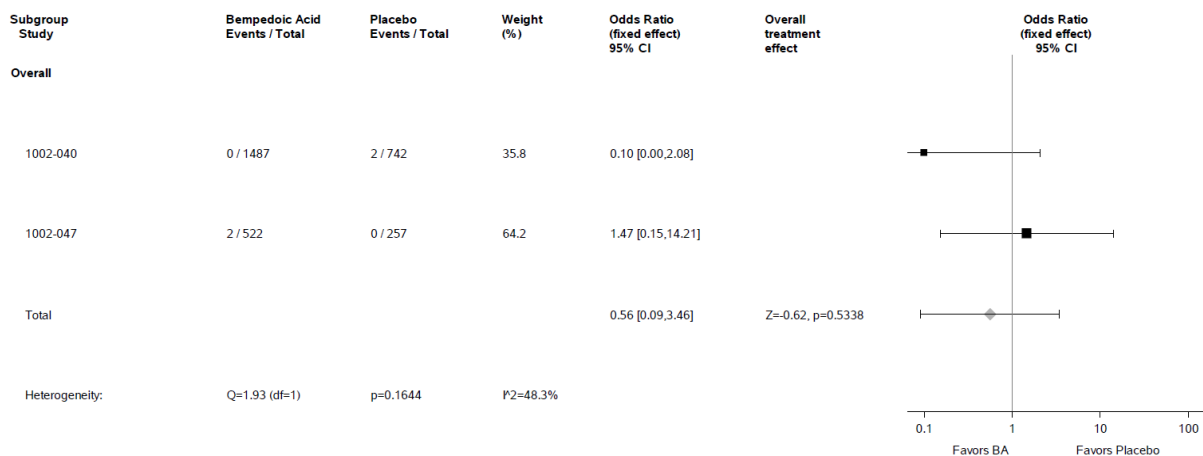 Subgroup Bempedoic Acid Placebo Weight Odds Ratio Overall Odds Ratio
Study Events / Total Events / Total (%) (fixed effect) treatment (fixed effect)
95% CI effect 95% CI
Overall
1002-040 0 / 1487 2 / 742 35.8 0.10 [0.00,2.08]
1002-047 2 / 522 0 / 257 64.2 1.47 [0.15,14.21]
Total 0.56 [0.09,3.46] Z=-0.62, p=0.5338
Heterogeneity: Q=1.93 (df=1) p=0.1644 I^2=48.3%
0.1 1 10 100
Favors BA Favors Placebo